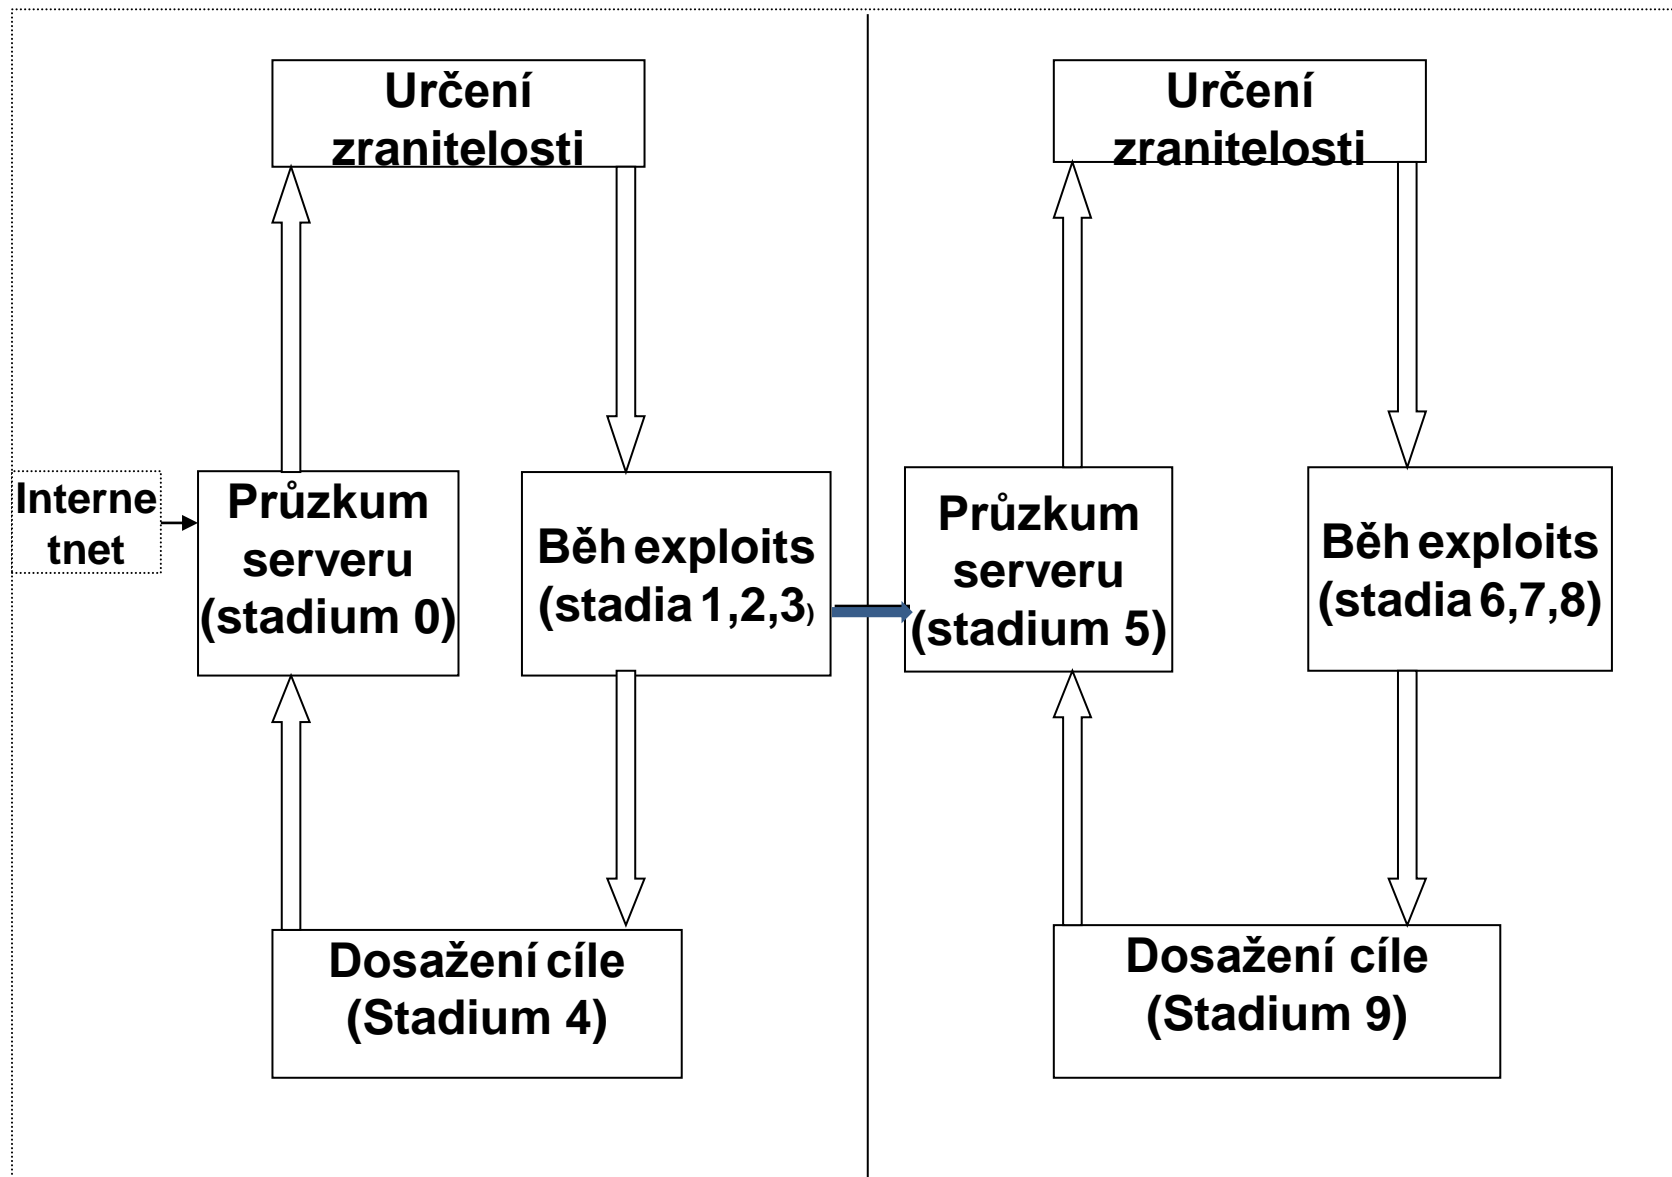 Určení
zranitelosti
Určení
zranitelosti
Interne
tnet
Průzkum
serveru
(stadium 0)
Běh exploits
(stadia 1,2,3)
Průzkum
serveru
(stadium 5)
Běh exploits
(stadia 6,7,8)
Dosažení cíle
(Stadium 4)
Dosažení cíle
(Stadium 9)